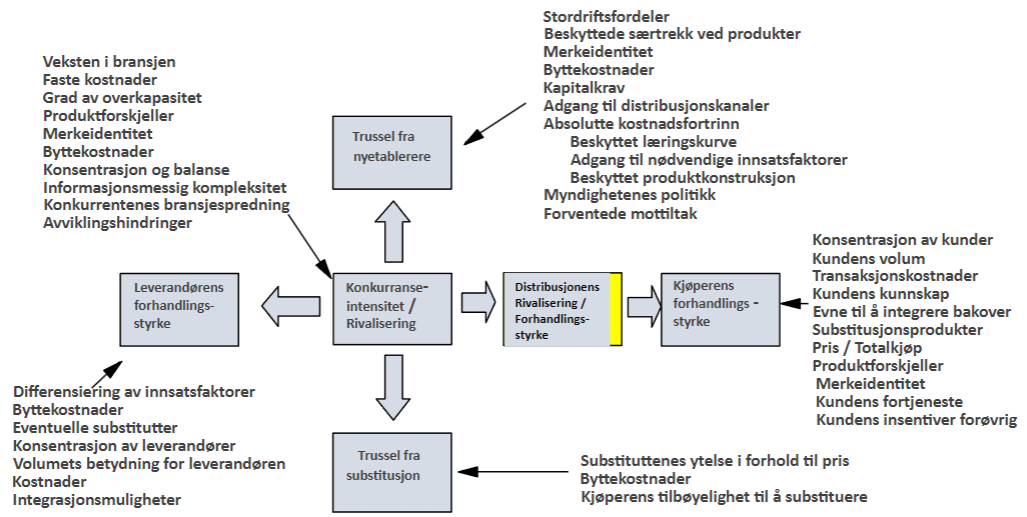 Stordriftsfordeler
Beskyttede særtrekk ved produkter
Merkeidentitet
Byttekostnader
Kapitalkrav
Adgang til distribusjonskanaler
Absolutte kostnadsfortrinn
Beskyttet læringskurve
Adgang til nødvendige innsatsfaktorer
Beskyttet produktkonstruksjon
Myndighetenes politikk
Forventede mottiltak
Veksten i bransjen
Faste kostnader
Grad av overkapasitet
Produktforskjeller
Merkeidentitet
Byttekostnader
Konsentrasjon og balanse
Informasjonsmessig kompleksitet
Konkurrentenes bransjespredning
Avviklingshindringer
Trussel fra
nyetablerere
Leverandørens
forhandlings-
styrke
Konkurranse-
intensitet /
Rivalisering
Distribusjonens
Rivalisering /
Forhandlings-
styrke
Kjøperens
forhandlings -
styrke
Konsentrasjon av kunder
Kundens volum
Transaksjonskostnader
Kundens kunnskap
Evne til å integrere bakover
Substitusjonsprodukter
Pris / Totalkjøp
Produktforskjeller
Merkeidentitet
Kundens fortjeneste
Kundens insentiver forøvrig
Differensiering av innsatsfaktorer
Byttekostnader
Eventuelle substitutter
Konsentrasjon av leverandører
Volumets betydning for leverandøren
Kostnader
Integrasjonsmuligheter
Trussel fra
substitusjon
Substituttenes ytelse i forhold til pris
Byttekostnader
Kjøperens tilbøyelighet til å substituere